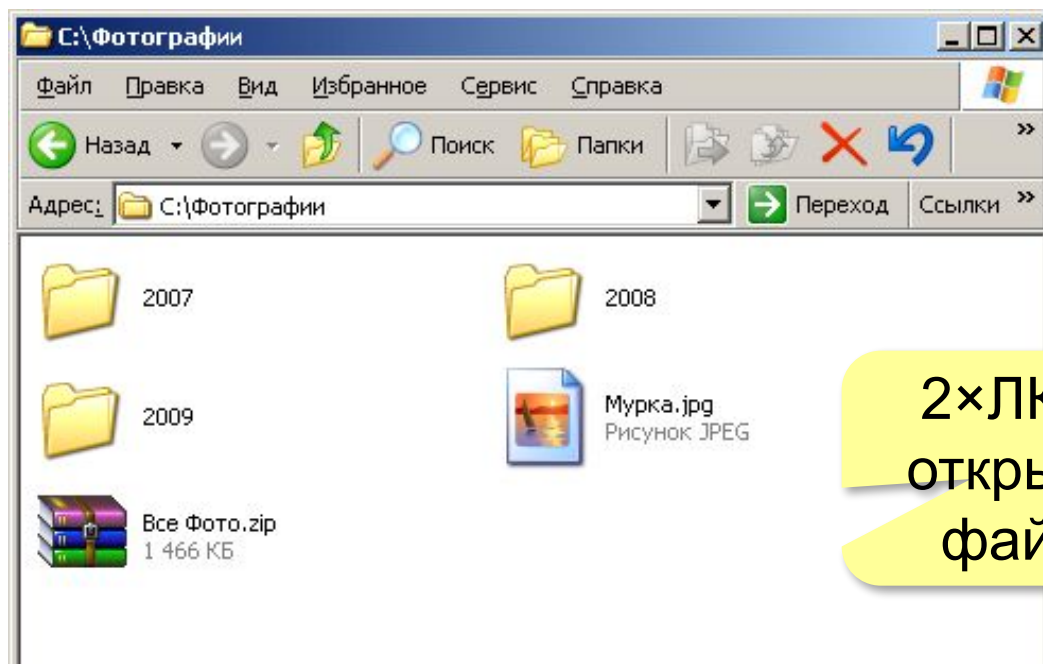 C:\Фотографии
Файл Правка Вид Избранное Сервис Справка
Назад Поиск Папки »
Адрес: C:\Фотографии Переход Ссылки »
2007 2008
2009
Мурка.jpg
Рисунок JPEG
Все Фото.zip
1 466 КБ